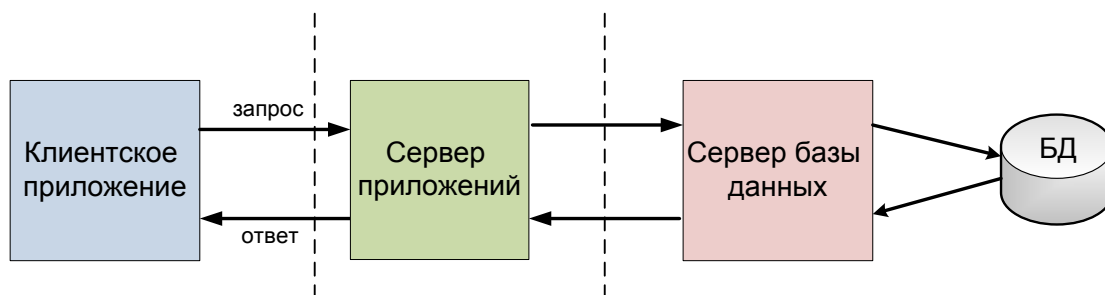 запрос
Клиентское
приложение
ответ
Сервер
приложений
Сервер базы
данных
БД